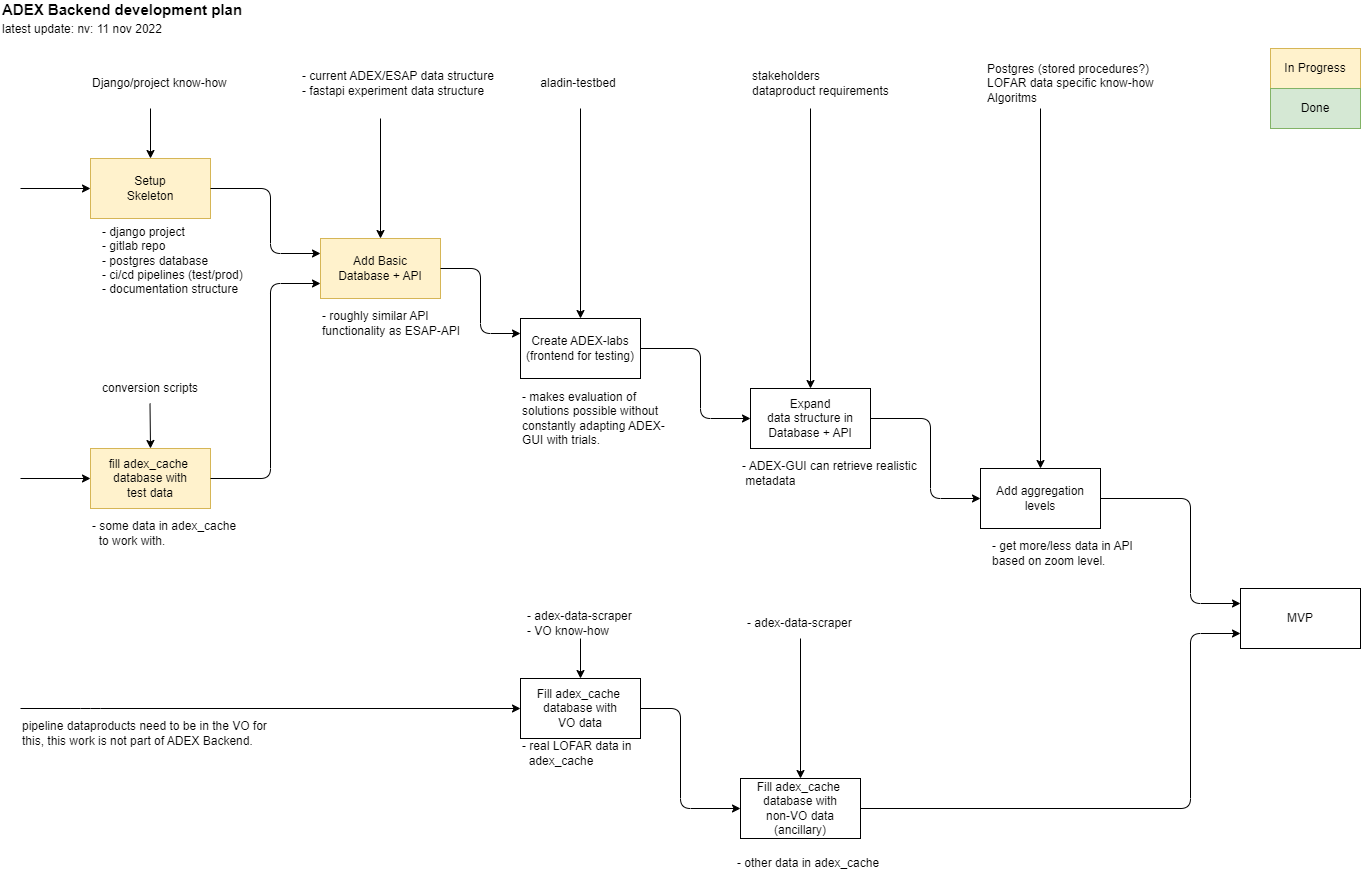 ADEX Backend development plan
latest update: nv: 11 nov 2022
Django/project know-how
- current ADEX/ESAP data structure
- fastapi experiment data structure
aladin-testbed
stakeholders
dataproduct requirements
Postgres (stored procedures?)
LOFAR data specific know-how
Algoritms
In Progress
Done
Setup
Skeleton
- django project
- gitlab repo
- postgres database
- ci/cd pipelines (test/prod)
- documentation structure
Add Basic
Database + API
- roughly similar API
functionality as ESAP-API
Create ADEX-labs
(frontend for testing)
- makes evaluation of
solutions possible without
constantly adapting ADEX-
GUI with trials.
Expand
data structure in
Database + API
- ADEX-GUI can retrieve realistic
metadata
Add aggregation
levels
- get more/less data in API
based on zoom level.
conversion scripts
fill adex_cache
database with
test data
- some data in adex_cache
to work with.
MVP
- adex-data-scraper
- VO know-how
- adex-data-scraper
Fill adex_cache
database with
VO data
- real LOFAR data in
adex_cache
pipeline dataproducts need to be in the VO for
this, this work is not part of ADEX Backend.
Fill adex_cache
database with
non-VO data
(ancillary)
- other data in adex_cache